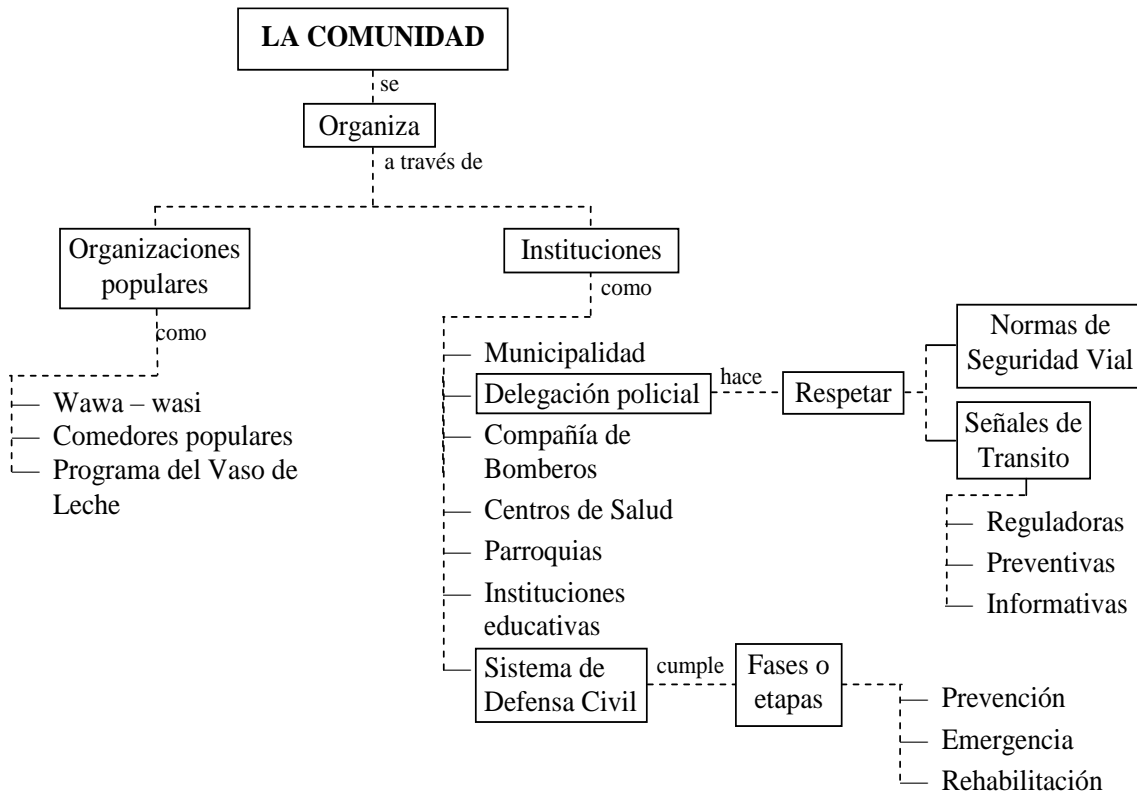 LA COMUNIDAD
se
Organiza
a través de
Organizaciones
populares
como
Wawa – wasi
Comedores populares
Programa del Vaso de
Leche
Instituciones
como
Municipalidad
Delegación policial
hace
Respetar
Normas de
Seguridad Vial
Señales de
Transito
Reguladoras
Preventivas
Informativas
Compañía de
Bomberos
Centros de Salud
Parroquias
Instituciones
educativas
Sistema de
Defensa Civil
cumple
Fases o
etapas
Prevención
Emergencia
Rehabilitación